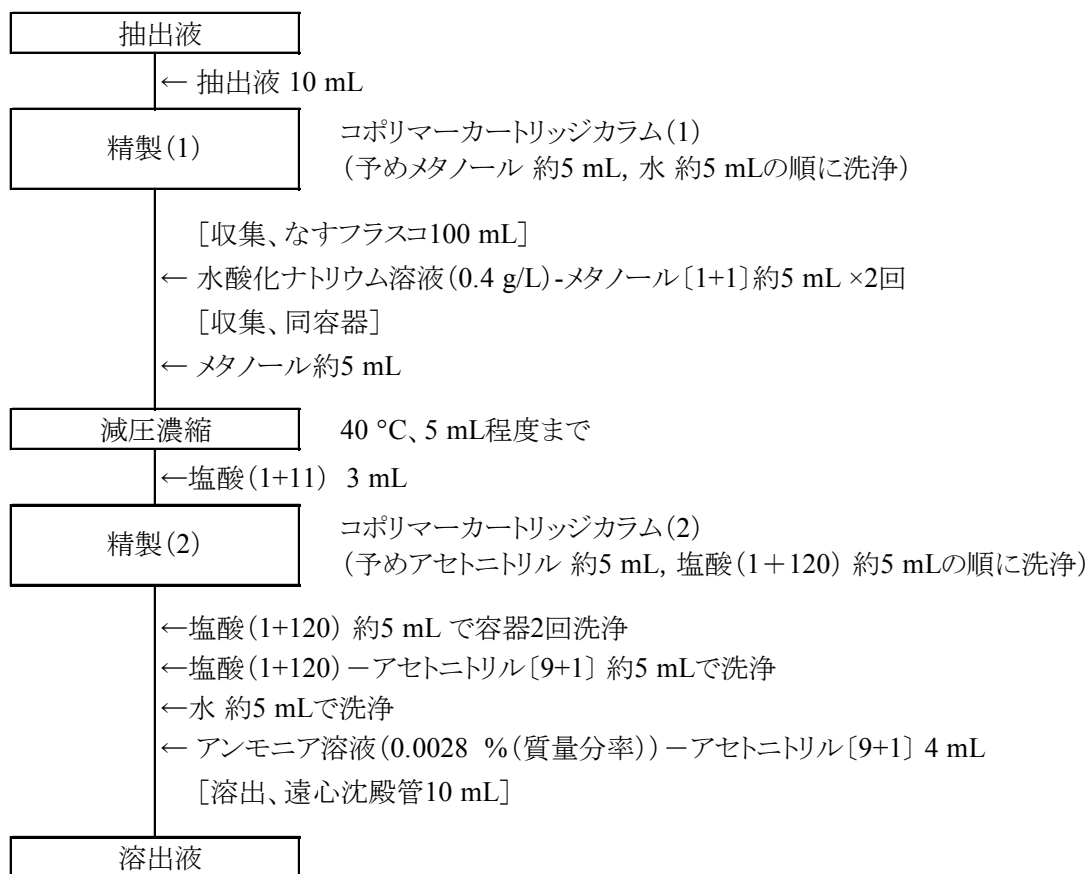 抽出液
← 抽出液 10 mL
精製(1)
コポリマーカートリッジカラム(1)
(予めメタノール 約5 mL, 水 約5 mLの順に洗浄)
[収集、なすフラスコ100 mL]
← 水酸化ナトリウム溶液(0.4 g/L)-メタノール〔1+1〕約5 mL ×2回
[収集、同容器]
← メタノール約5 mL
減圧濃縮
40 °C、5 mL程度まで
←塩酸(1+11) 3 mL
精製(2)
コポリマーカートリッジカラム(2)
(予めアセトニトリル 約5 mL, 塩酸(1+120) 約5 mLの順に洗浄)
←塩酸(1+120) 約5 mL で容器2回洗浄
←塩酸(1+120)-アセトニトリル〔9+1〕 約5 mLで洗浄
←水 約5 mLで洗浄
← アンモニア溶液(0.0028 %(質量分率))-アセトニトリル〔9+1〕 4 mL
[溶出、遠心沈殿管10 mL]
溶出液